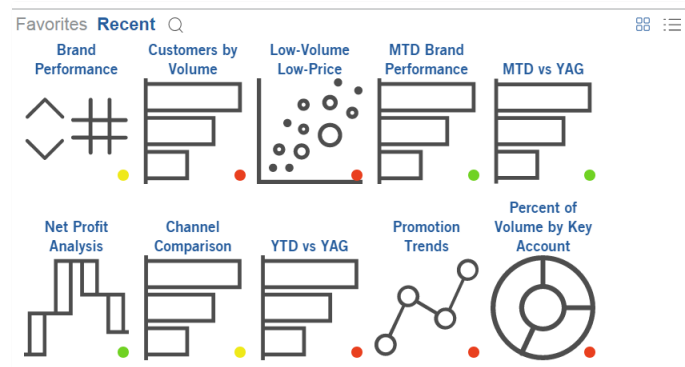 Favorites Recent
Brand
Performance
Customers by
Volume
Low-Volume
Low-Price
MTD Brand
Performance
MTD vs YAG
Net Profit
Analysis
Channel
Comparison
YTD vs YAG
Promotion
Trends
Percent of
Volume by Key
Account